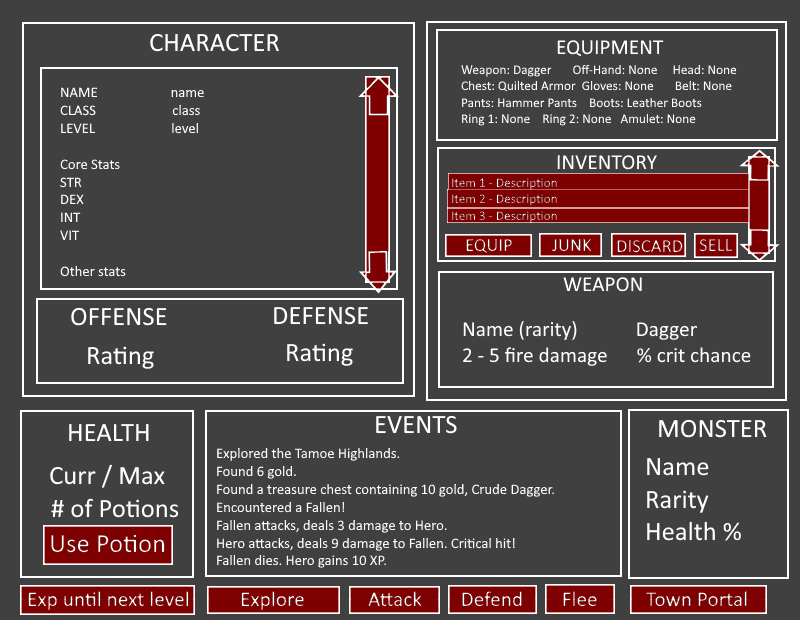 CHARACTER
NAME name
CLASS class
LEVEL level
Core Stats
STR
DEX
INT
VIT
Other stats
OFFENSE DEFENSE
Rating Rating
EQUIPMENT
Weapon: Dagger Off-Hand: None Head: None
Chest: Quilted Armor Gloves: None Belt: None
Pants: Hammer Pants Boots: Leather Boots
Ring 1: None Ring 2: None Amulet: None
INVENTORY
Item 1 - Description
Item 2 - Description
Item 3 - Description
EQUIP JUNK DISCARD SELL
WEAPON
Name (rarity) Dagger
2 - 5 fire damage % crit chance
HEALTH
Curr / Max
# of Potions
Use Potion
EVENTS
Explored the Tamoe Highlands.
Found 6 gold.
Found a treasure chest containing 10 gold, Crude Dagger.
Encountered a Fallen!
Fallen attacks, deals 3 damage to Hero.
Hero attacks, deals 9 damage to Fallen. Critical hit!
Fallen dies. Hero gains 10 XP.
MONSTER
Name
Rarity
Health %
Exp until next level Explore Attack Defend Flee Town Portal